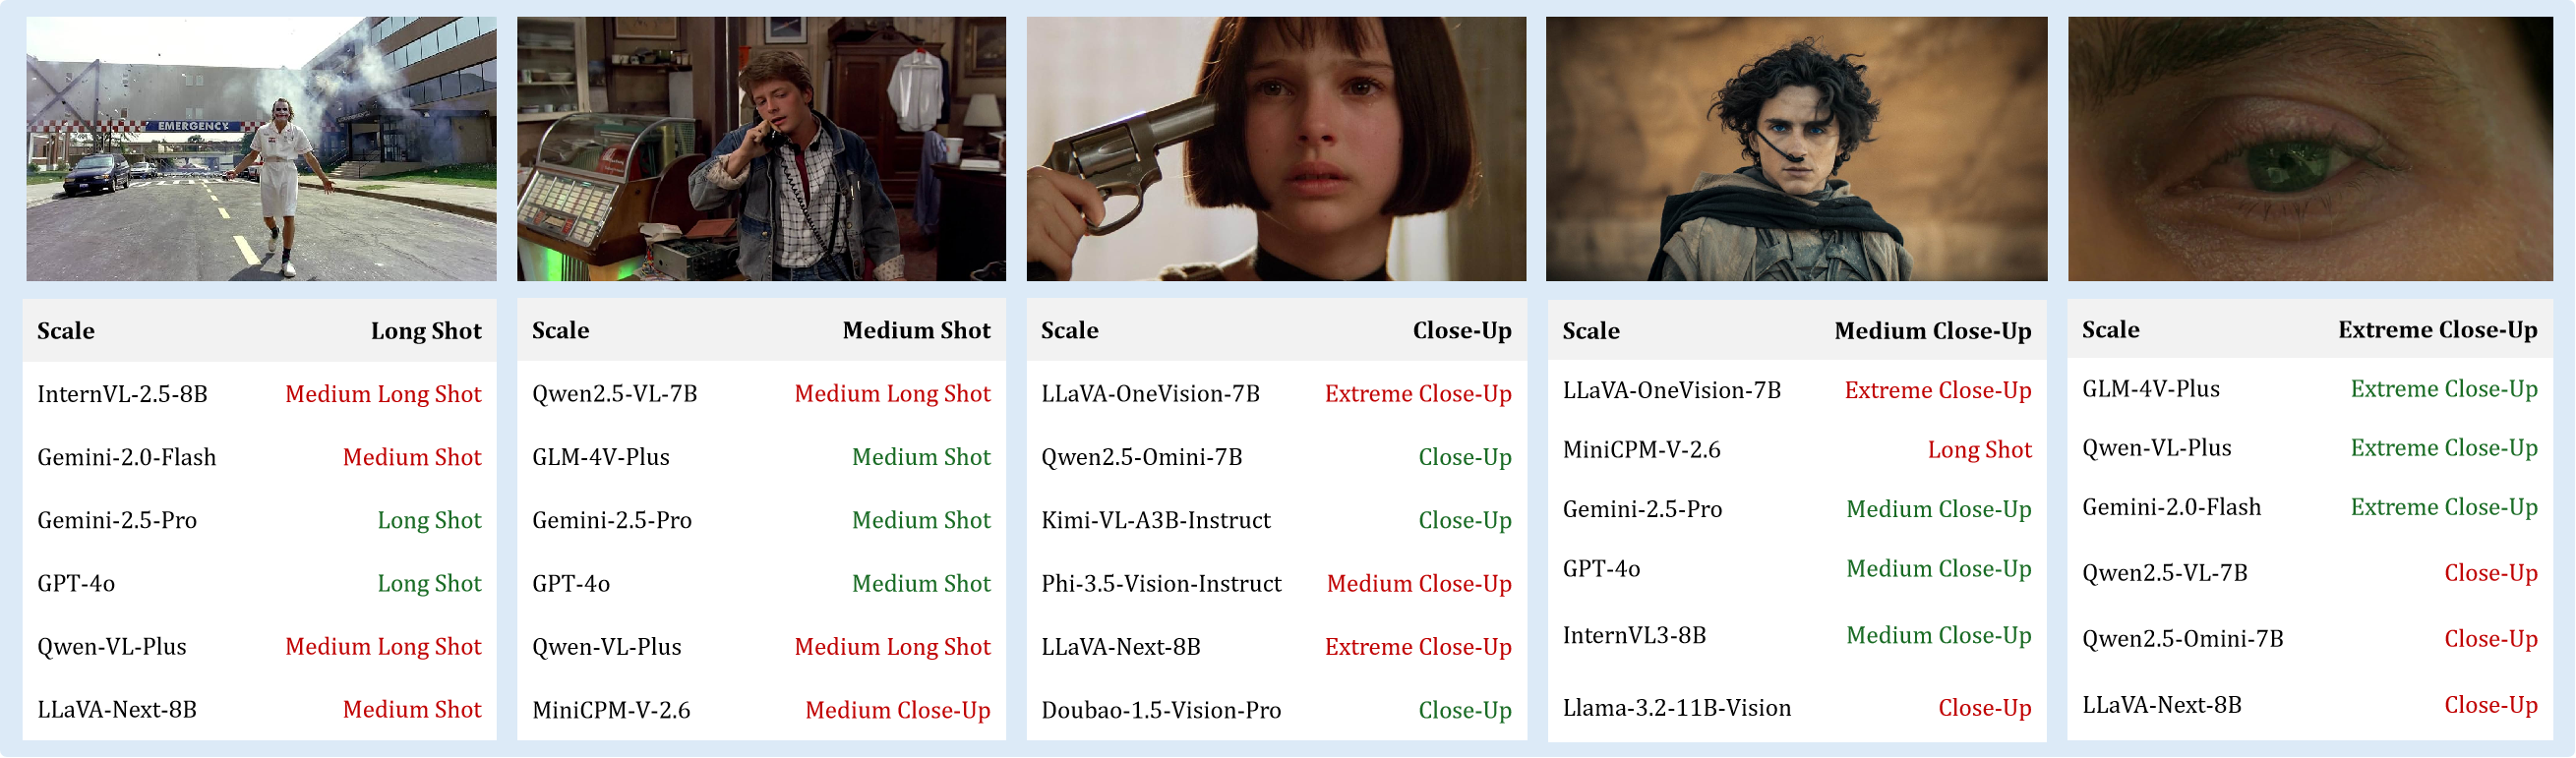 EMERGENCY
Scale Long Shot
InternVL-2.5-8B Medium Long Shot
Gemini-2.0-Flash Medium Shot
Gemini-2.5-Pro Long Shot
GPT-4o Long Shot
Qwen-VL-Plus Medium Long Shot
LLaVA-Next-8B Medium Shot
Scale Medium Shot
Qwen2.5-VL-7B Medium Long Shot
GLM-4V-Plus Medium Shot
Gemini-2.5-Pro Medium Shot
GPT-4o Medium Shot
Qwen-VL-Plus Medium Long Shot
MiniCPM-V-2.6 Medium Close-Up
Scale Close-Up
LLaVA-OneVision-7B Extreme Close-Up
Qwen2.5-Omini-7B Close-Up
Kimi-VL-A3B-Instruct Close-Up
Phi-3.5-Vision-Instruct Medium Close-Up
LLaVA-Next-8B Extreme Close-Up
Doubao-1.5-Vision-Pro Close-Up
Scale Medium Close-Up
LLaVA-OneVision-7B Extreme Close-Up
MiniCPM-V-2.6 Long Shot
Gemini-2.5-Pro Medium Close-Up
GPT-4o Medium Close-Up
InternVL3-8B Medium Close-Up
Llama-3.2-11B-Vision Close-Up
Scale Extreme Close-Up
GLM-4V-Plus Extreme Close-Up
Qwen-VL-Plus Extreme Close-Up
Gemini-2.0-Flash Extreme Close-Up
Qwen2.5-VL-7B Close-Up
Qwen2.5-Omini-7B Close-Up
LLaVA-Next-8B Close-Up